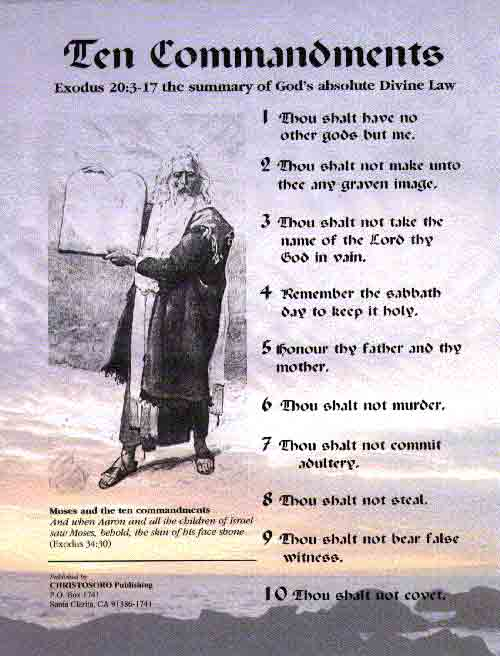 Ten Commandments
Exodus 20:3-17 the summary of God's absolute Divine Law
1 Thou shalt have no
other gods but me.
2 Thou shalt not make unto
thee any graven image.
3 Thou shalt not take the
name of the Lord thy
God in vain.
4 Remember the sabbath
day to keep it holy.
5 Honour thy father and thy
mother.
6 Thou shalt not murder.
7 Thou shalt not commit
adultery.
8 Thou shalt not steal.
9 Thou shalt not bear false
witness.
10 Thou shalt not covet.
Moses and the ten commandments
And when Aaron and all the children of Israel
saw Moses, behold, the skin of his face shone
(Exodus 34:30)
Published by
CHRISTOSORO Publishing
P.O. Box 1741
Santa Clarita, CA 91386-1741